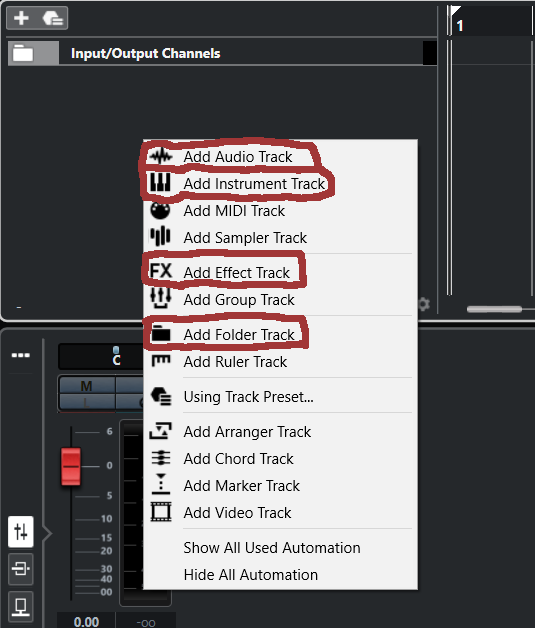 1
Input/Output Channels
Add Audio Track
Add Instrument Track
Add MIDI Track
Add Sampler Track
FX Add Effect Track
Add Group Track
Add Folder Track
Add Ruler Track
Using Track Preset...
Add Arranger Track
Add Chord Track
Add Marker Track
Add Video Track
Show All Used Automation
Hide All Automation
C
M
6
0
5
10
15
20
30
40
00
0.00
-oo